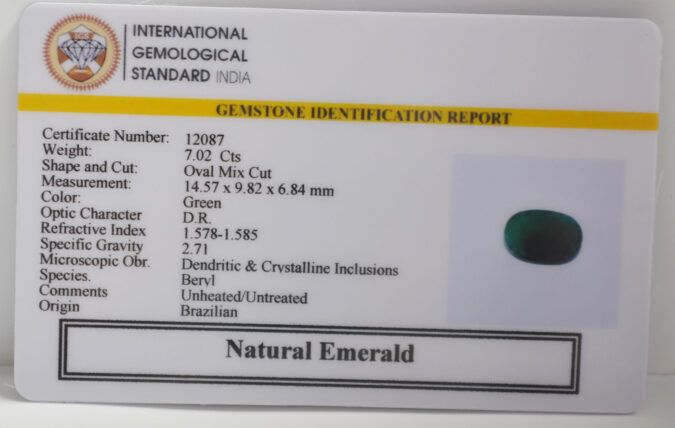 IGS
INTERNATIONAL
GEMOLOGICAL
STANDARD INDIA
GEMSTONE IDENTIFICATION REPORT
Certificate Number: 12087
Weight: 7.02 Cts
Shape and Cut: Oval Mix Cut
Measurement: 14.57 x 9.82 x 6.84 mm
Color: Green
Optic Character D.R.
Refractive Index 1.578-1.585
Specific Gravity 2.71
Microscopic Obr. Dendritic & Crystalline Inclusions
Species. Beryl
Comments Unheated/Untreated
Origin Brazilian
Natural Emerald